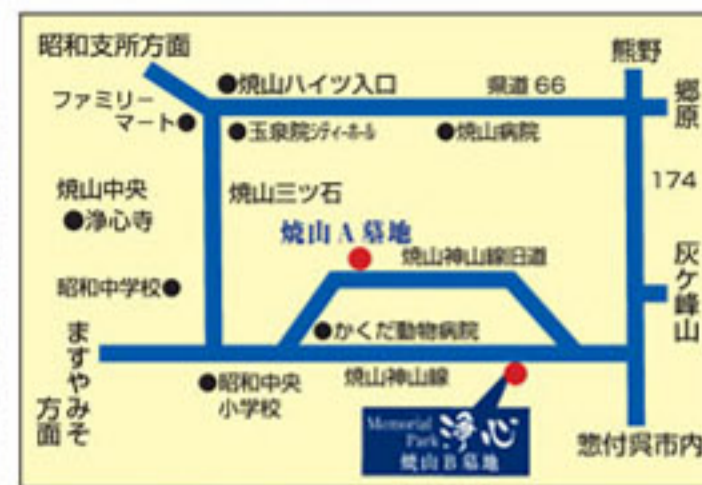 昭和支所方面
熊野
●焼山ハイツ入口
県道 66
郷原
ファミリー
マート●
●玉泉院シティーホール
●焼山病院
174
焼山中央
●浄心寺
焼山三ツ石
焼山 A 墓地
焼山神山線旧道
灰ケ峰山
昭和中学校●
●かくだ動物病院
ますやみそ
方面
●昭和中央
小学校
焼山神山線
Memorial
Park
浄心
焼山 B 墓地
惣付呉市内